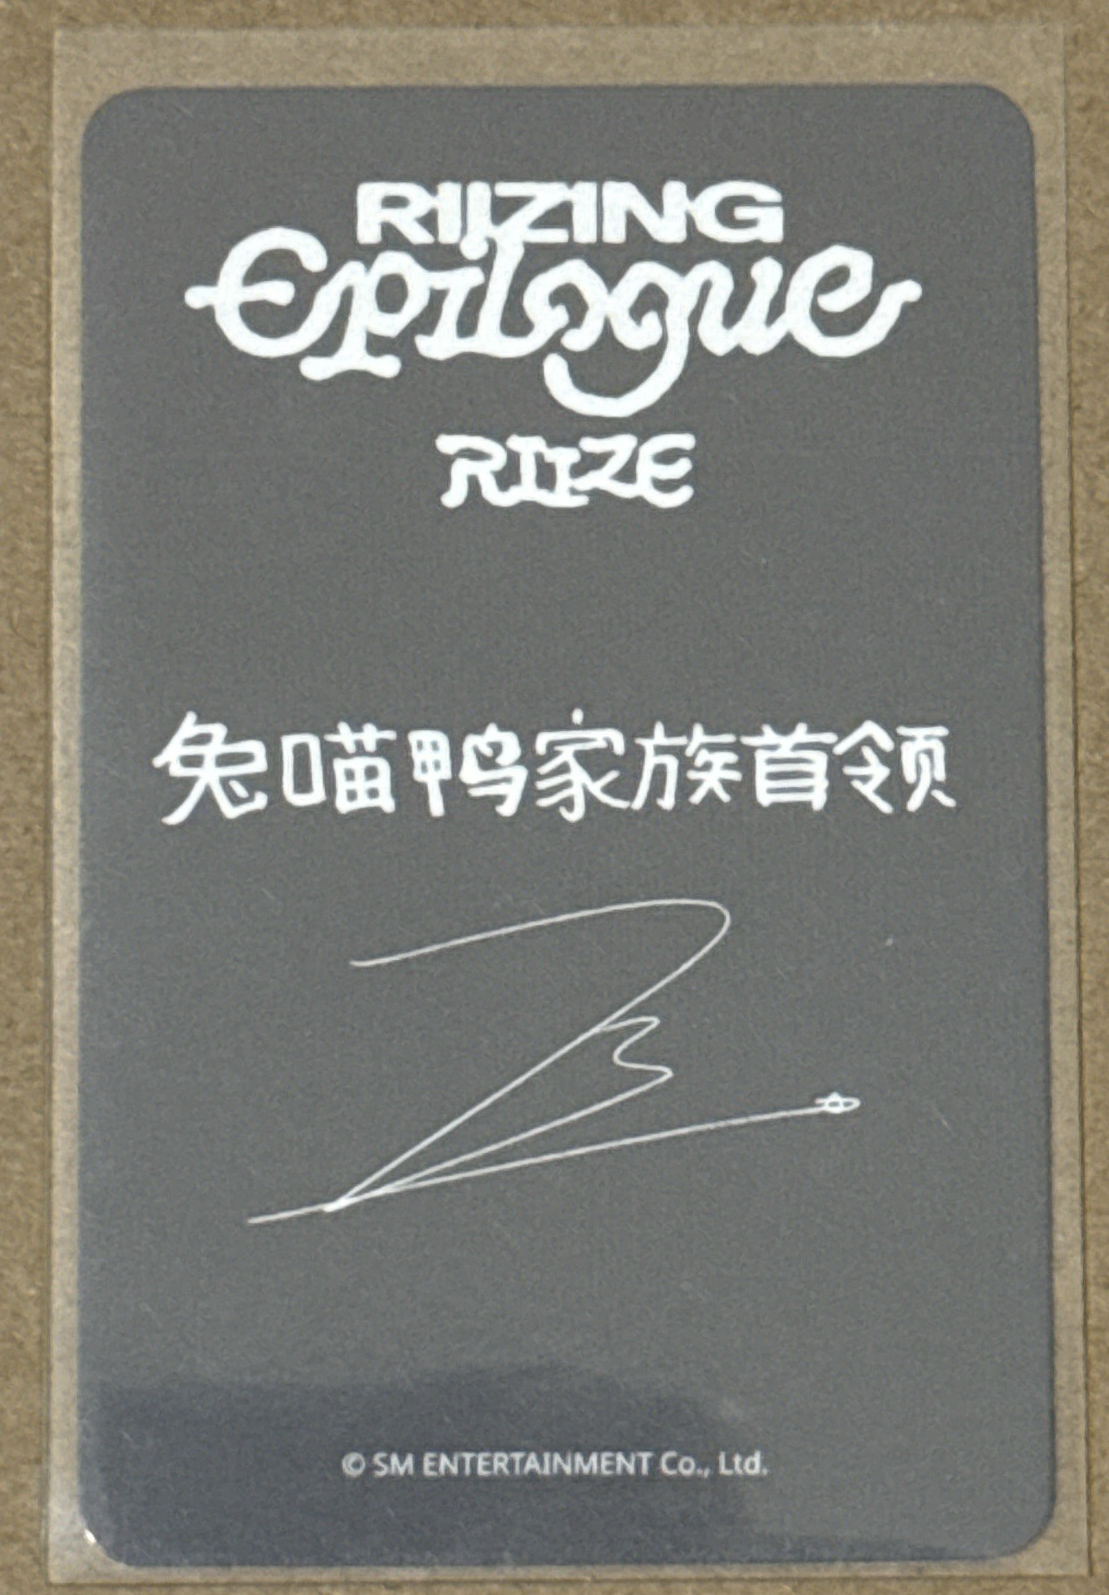 RIIZING
Epilogue
RIIZE
兔喵鸭家族首领
© SM ENTERTAINMENT Co., Ltd.